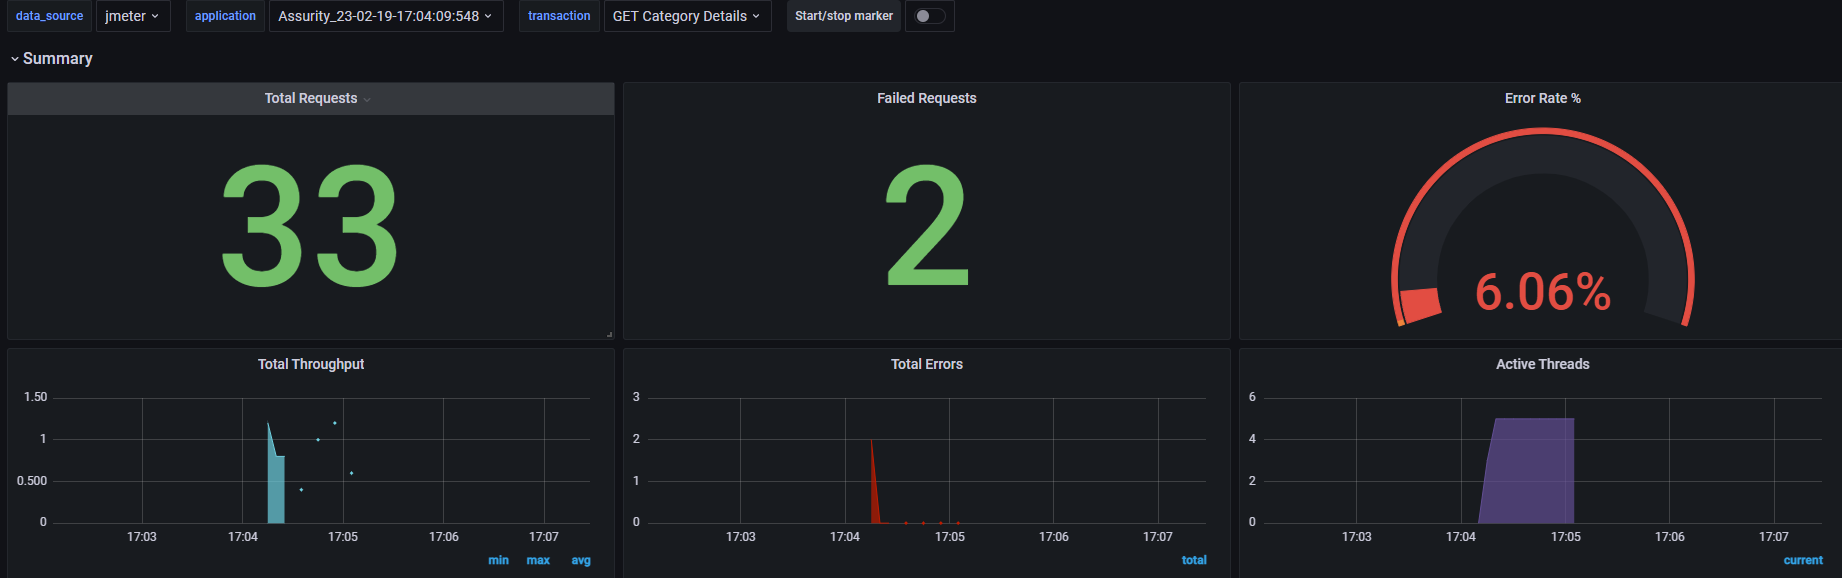 data_source jmeter application Assurity_23-02-19-17:04:09:548 transaction GET Category Details Start/stop marker
Summary
Total Requests Failed Requests Error Rate %
33 2 6.06%
Total Throughput
1.50
1
0.500
0
17:03 17:04 17:05 17:06 17:07
min max avg
Total Errors
3
2
1
0
17:03 17:04 17:05 17:06 17:07
total
Active Threads
6
4
2
0
17:03 17:04 17:05 17:06 17:07
current